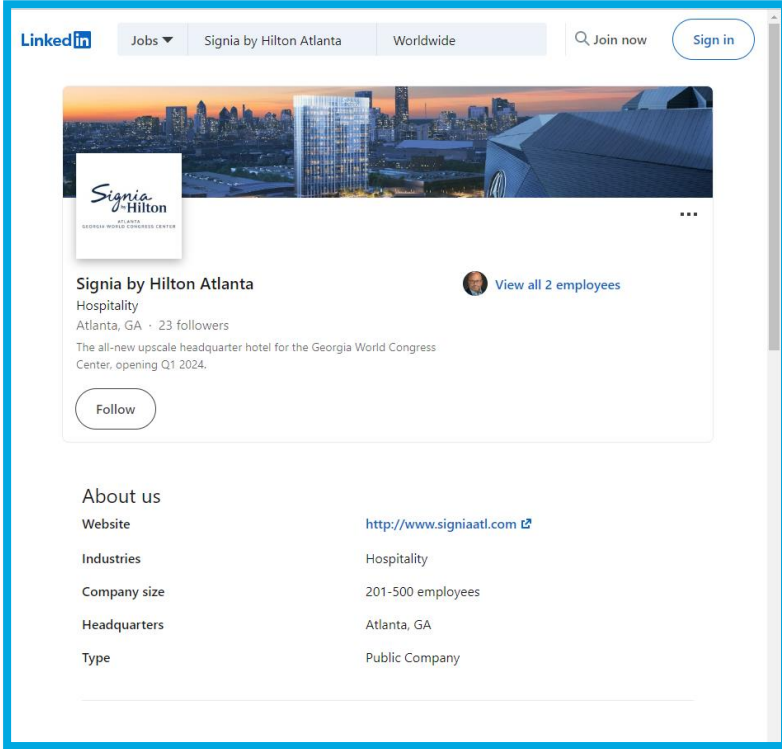 Linked in
Jobs Signia by Hilton Atlanta Worldwide Join now Sign in
Signia
by Hilton
ATLANTA
GEORGIA WORLD CONGRESS CENTER
Signia by Hilton Atlanta
View all 2 employees
Hospitality
Atlanta, GA · 23 followers
The all-new upscale headquarter hotel for the Georgia World Congress
Center, opening Q1 2024.
Follow
About us
Website http://www.signiaatl.com
Industries Hospitality
Company size 201-500 employees
Headquarters Atlanta, GA
Type Public Company